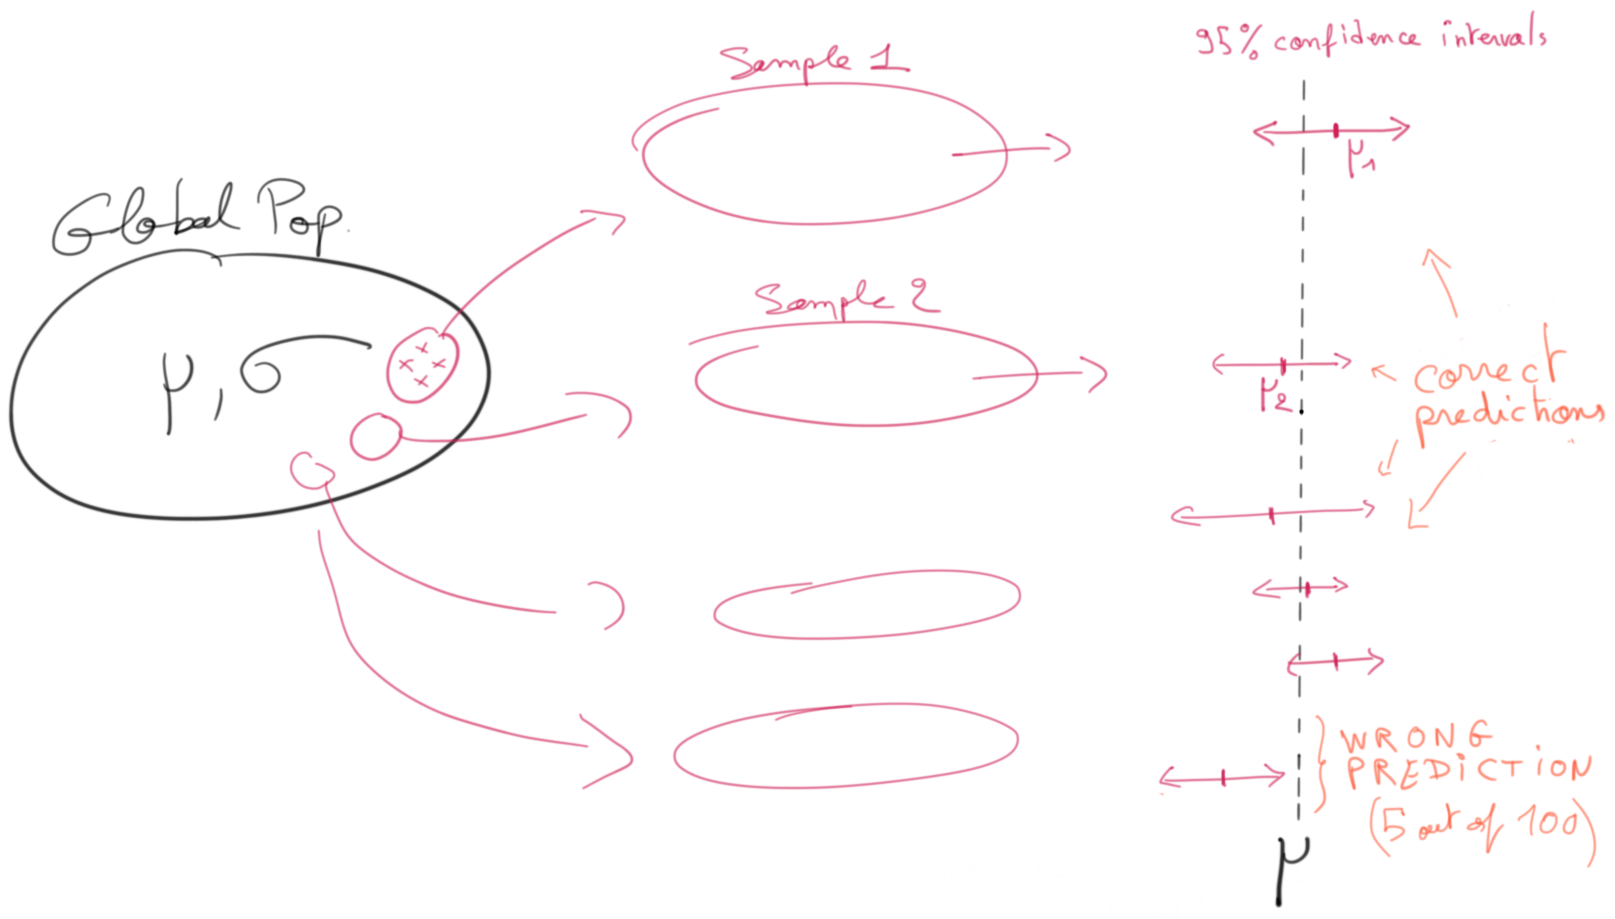 Global Pop.
μ, σ
Sample 1
Sample 2
95% confidence intervals
μ1
μ2
correct
predictions
WRONG
PREDICTION
(5 out of 100)
μ